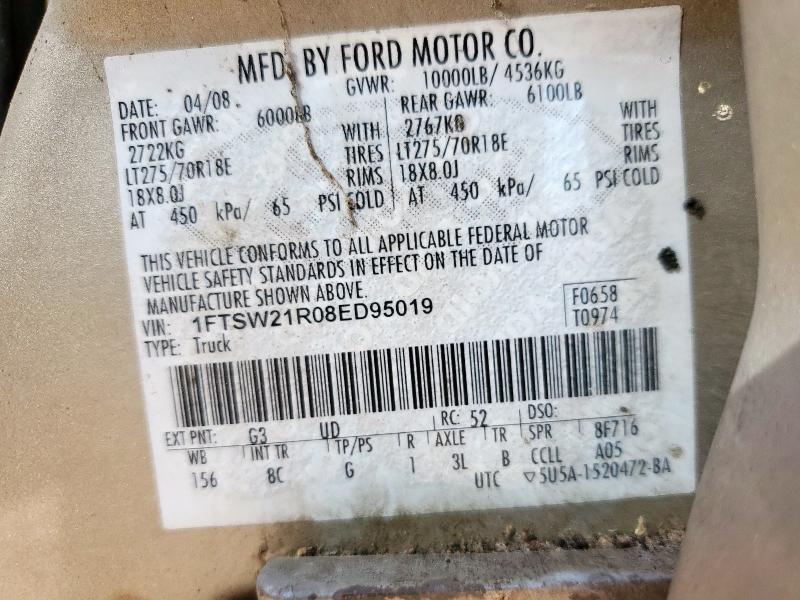 MFD. BY FORD MOTOR CO.
DATE: 04/08 GVWR: 10000LB/ 4536KG
FRONT GAWR: 6000LB REAR GAWR: 6100LB
2722KG WITH 2767KG WITH
LT275/70R18E TIRES LT275/70R18E TIRES
18X8.0J RIMS 18X8.0J RIMS
AT 450 kPa/ 65 PSI COLD AT 450 kPa/ 65 PSI COLD
THIS VEHICLE CONFORMS TO ALL APPLICABLE FEDERAL MOTOR
VEHICLE SAFETY STANDARDS IN EFFECT ON THE DATE OF
MANUFACTURE SHOWN ABOVE.
VIN: 1FTSW21R08ED95019 F0658
TYPE: Truck T0974
EXT PNT: G3 UD RC: 52 DSO:
WB INT TR TP/PS R AXLE TR SPR 8F716
156 8C G 1 3L B CCLL A05
UTC ▽5U5A-1520472-BA